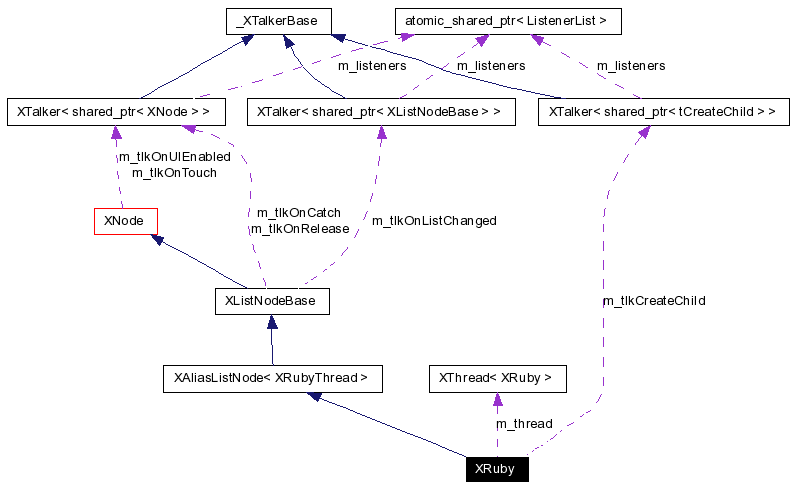 _XTalkerBase
atomic_shared_ptr< ListenerList >
m_listeners
m_listeners
m_listeners
XTalker< shared_ptr< XNode > >
XTalker< shared_ptr< XListNodeBase > >
XTalker< shared_ptr< tCreateChild > >
m_tlkOnUIEnabled
m_tlkOnTouch
XNode
m_tlkOnCatch
m_tlkOnRelease
m_tlkOnListChanged
XListNodeBase
m_tlkCreateChild
XAliasListNode< XRubyThread >
XThread< XRuby >
m_thread
XRuby